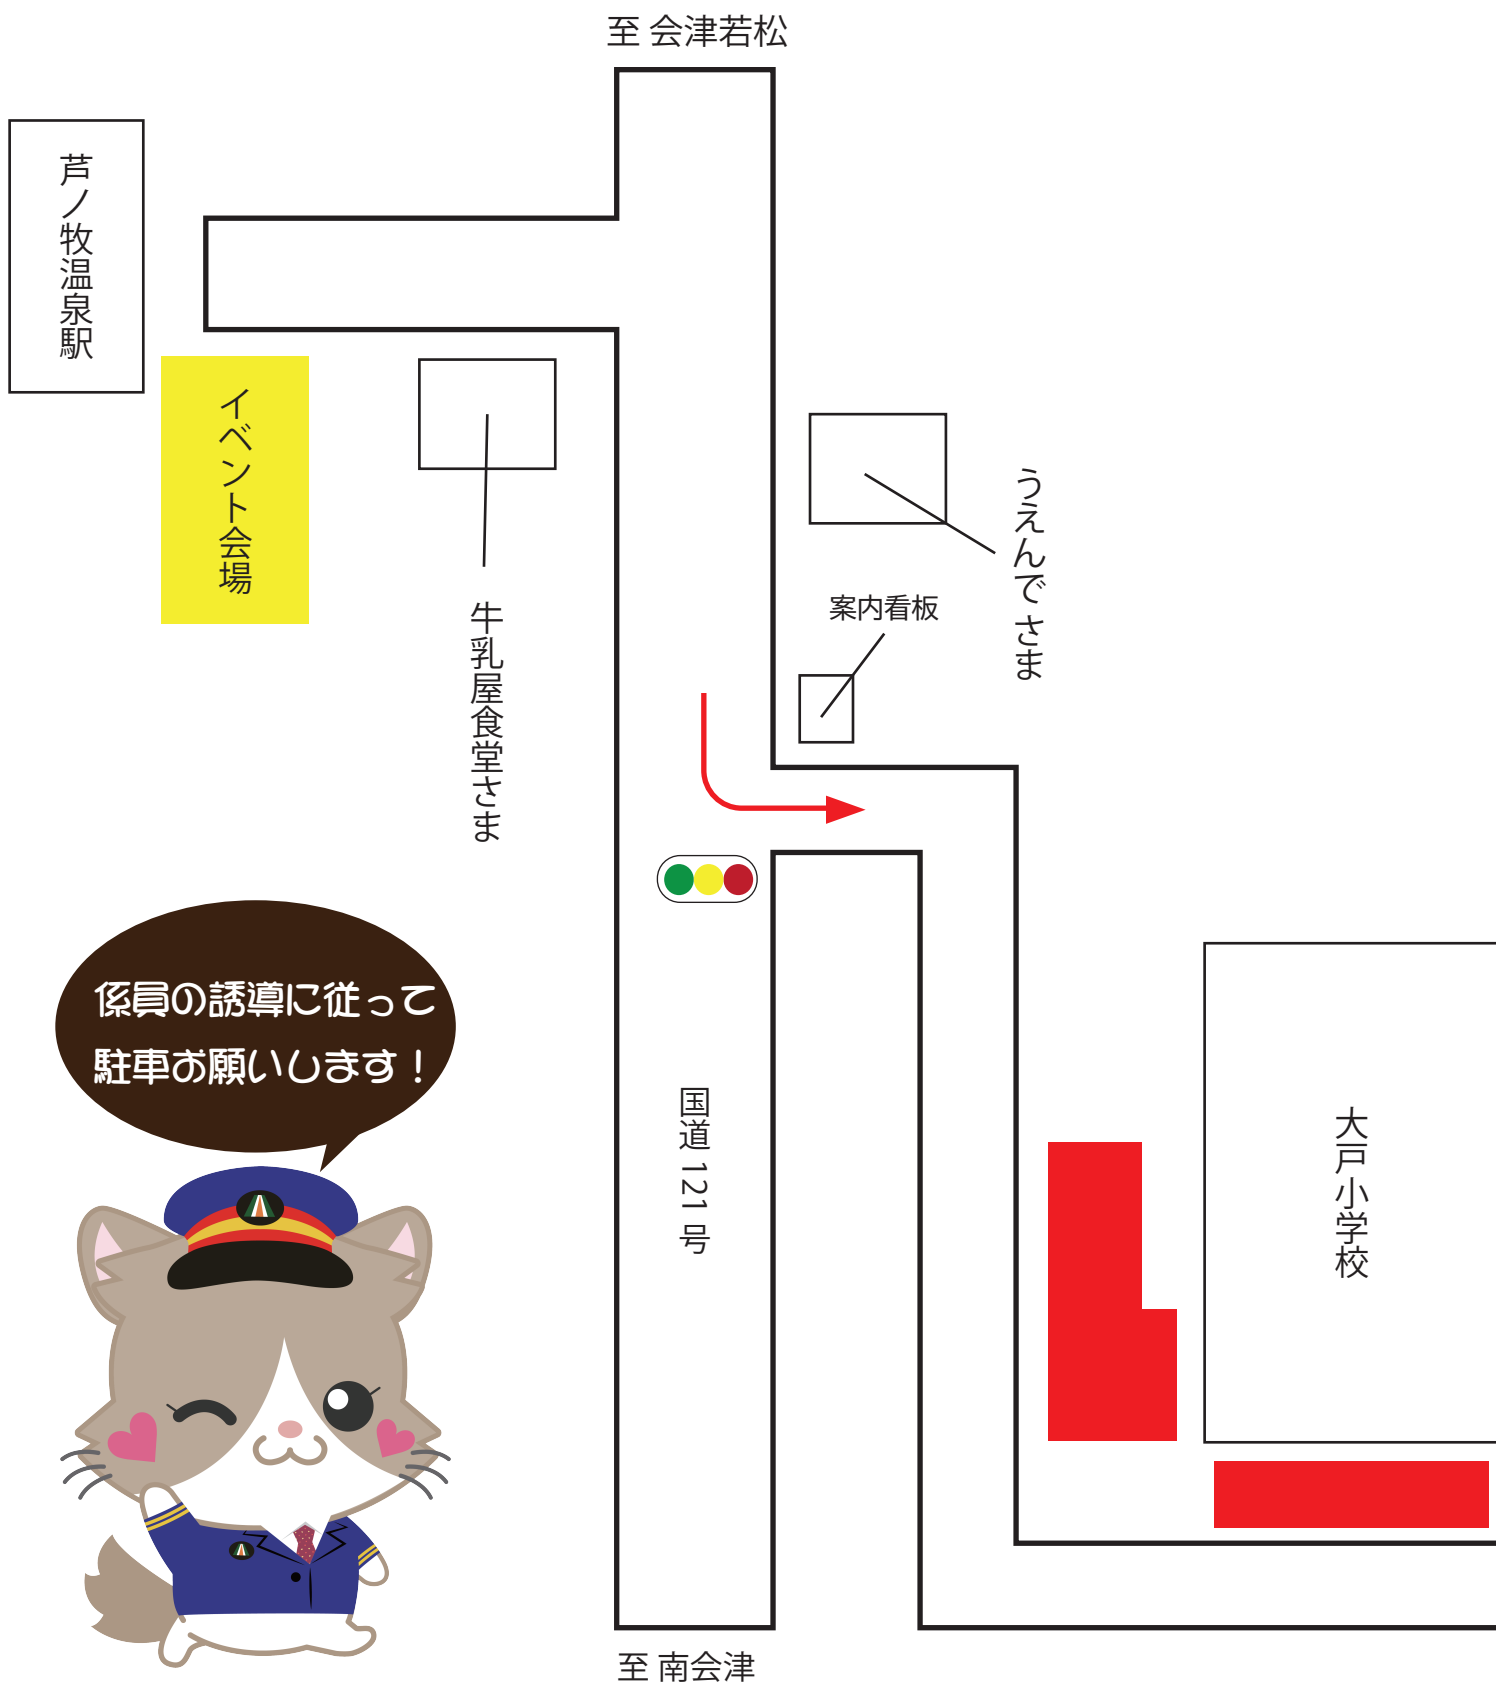 至 会津若松
芦ノ牧温泉駅
イベント会場
牛乳屋食堂さま
うえんで さま
案内看板
係員の誘導に従って
駐車お願いします！
国道 121 号
大戸小学校
至 南会津